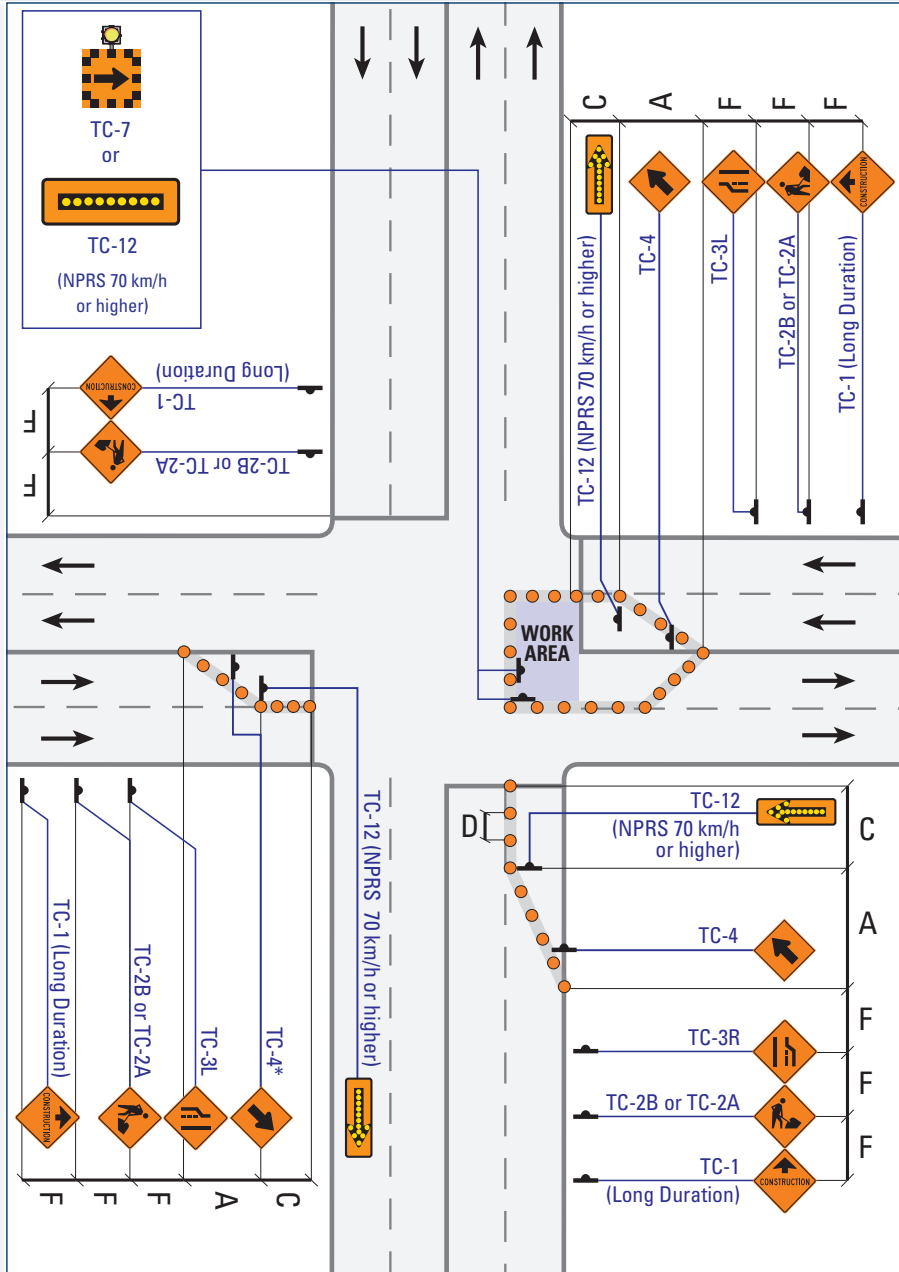 TC-7
or
TC-12
(NPRS 70 km/h
or higher)
C
A
F
F
F
CONSTRUCTION
TC-12 (NPRS 70 km/h or higher)
TC-4
TC-3L
TC-2B or TC-2A
TC-1 (Long Duration)
CONSTRUCTION
TC-1
(Long Duration)
TC-2B or TC-2A
F
F
WORK
AREA
D
TC-12
(NPRS 70 km/h
or higher)
C
TC-4
A
TC-3R
F
TC-2B or TC-2A
F
TC-1
(Long Duration)
CONSTRUCTION
F
TC-1 (Long Duration)
TC-2B or TC-2A
TC-3L
TC-4*
TC-12 (NPRS 70 km/h or higher)
CONSTRUCTION
F
F
F
A
C